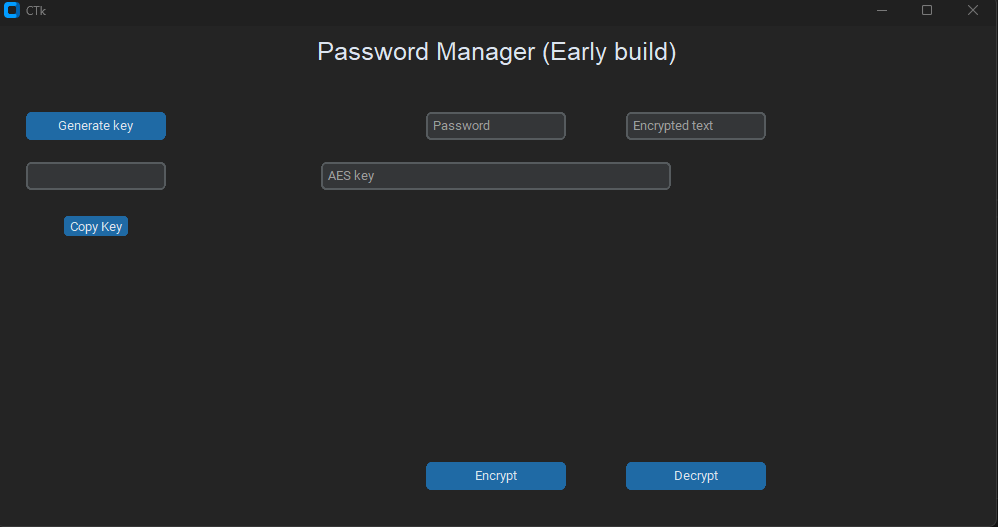 CTk
Password Manager (Early build)
Generate key
Password
Encrypted text
AES key
Copy Key
Encrypt
Decrypt